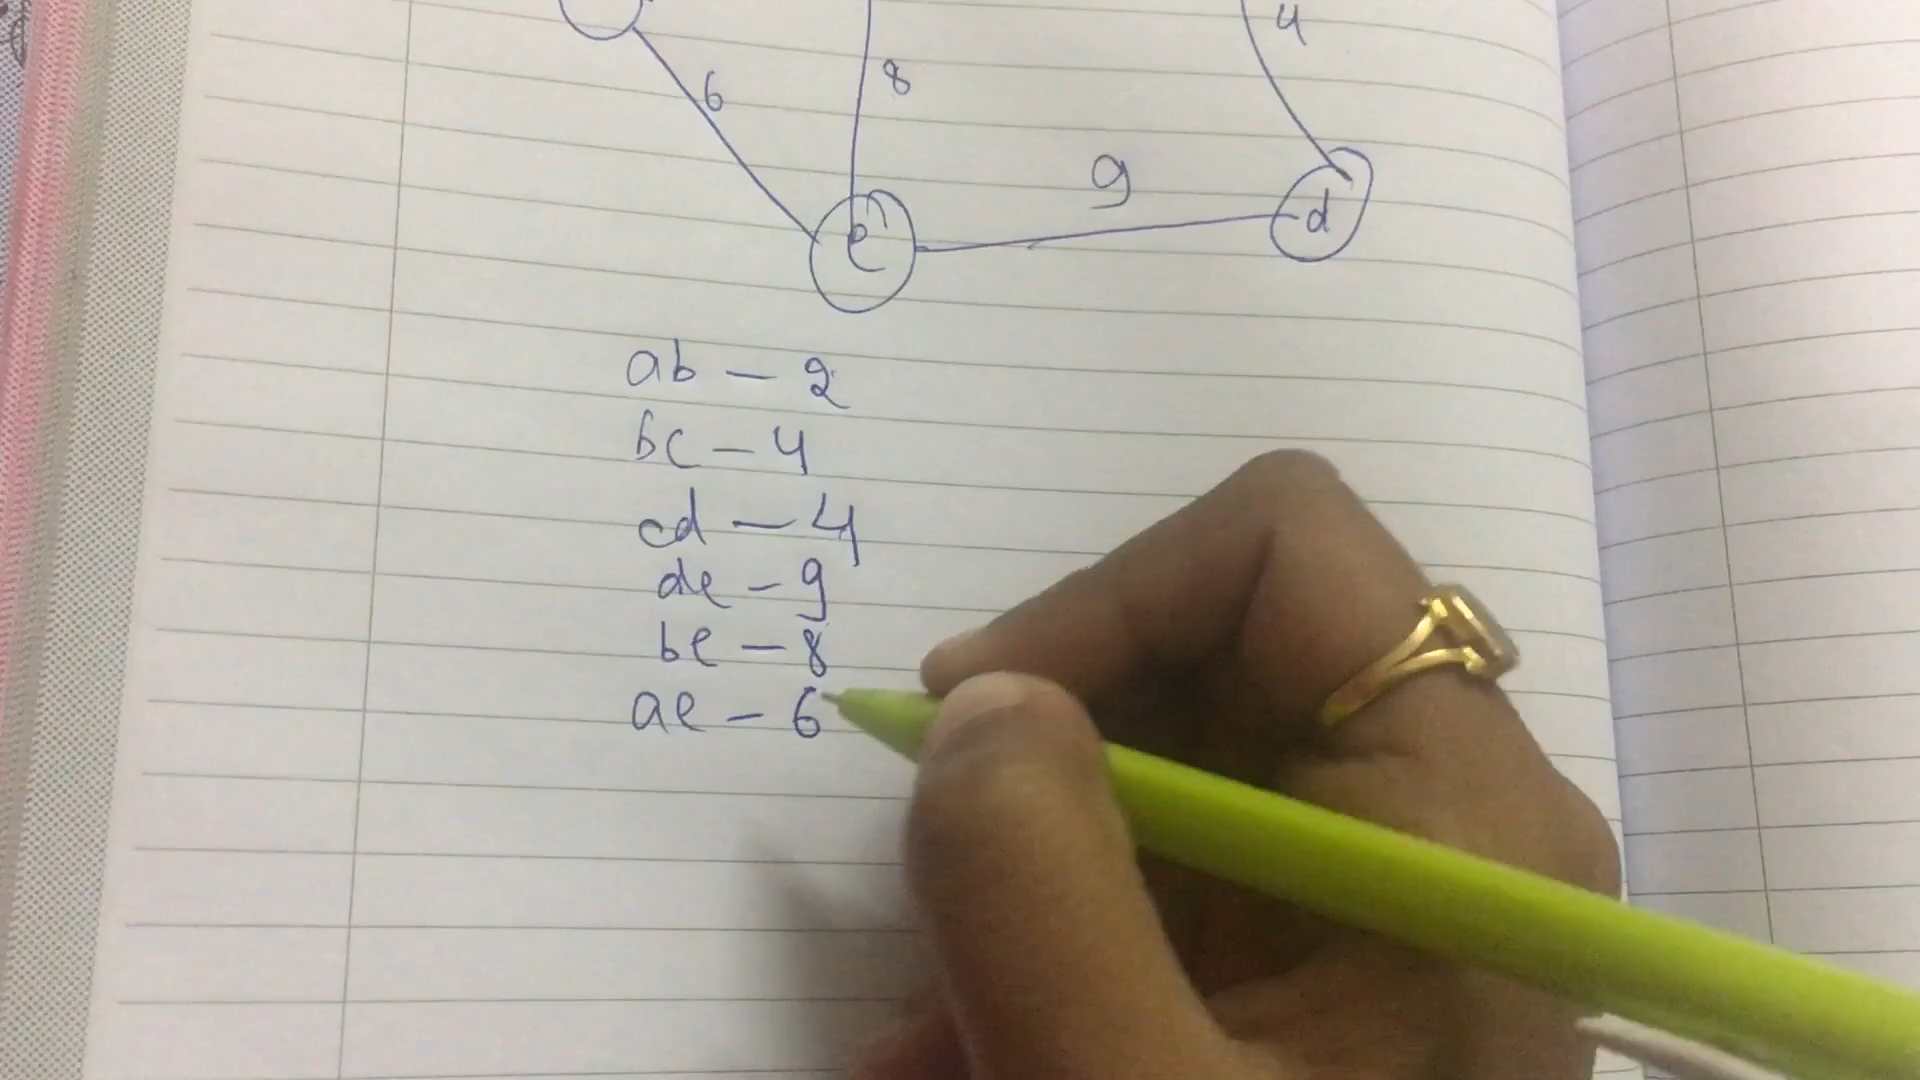 4
8
6
9
d
e
ab – 2
bc – 4
cd – 4
de – 9
be – 8
ae – 6